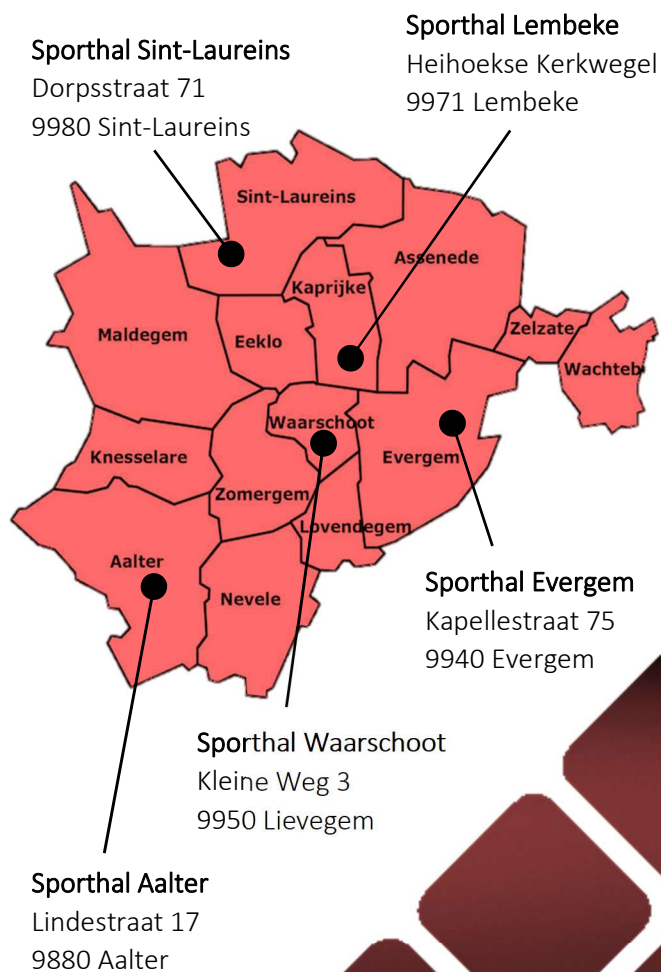 Sporthal Lembeke
Heihoekse Kerkwegel
9971 Lembeke
Sporthal Sint-Laureins
Dorpsstraat 71
9980 Sint-Laureins
Sint-Laureins
Assenede
Kaprijke
Zelzate
Maldegem
Eeklo
Wachteb
Waarschoot
Knesselare
Evergem
Zomergem
Lovendegem
Aalter
Nevele
Sporthal Evergem
Kapellestraat 75
9940 Evergem
Sporthal Waarschoot
Kleine Weg 3
9950 Lievegem
Sporthal Aalter
Lindestraat 17
9880 Aalter